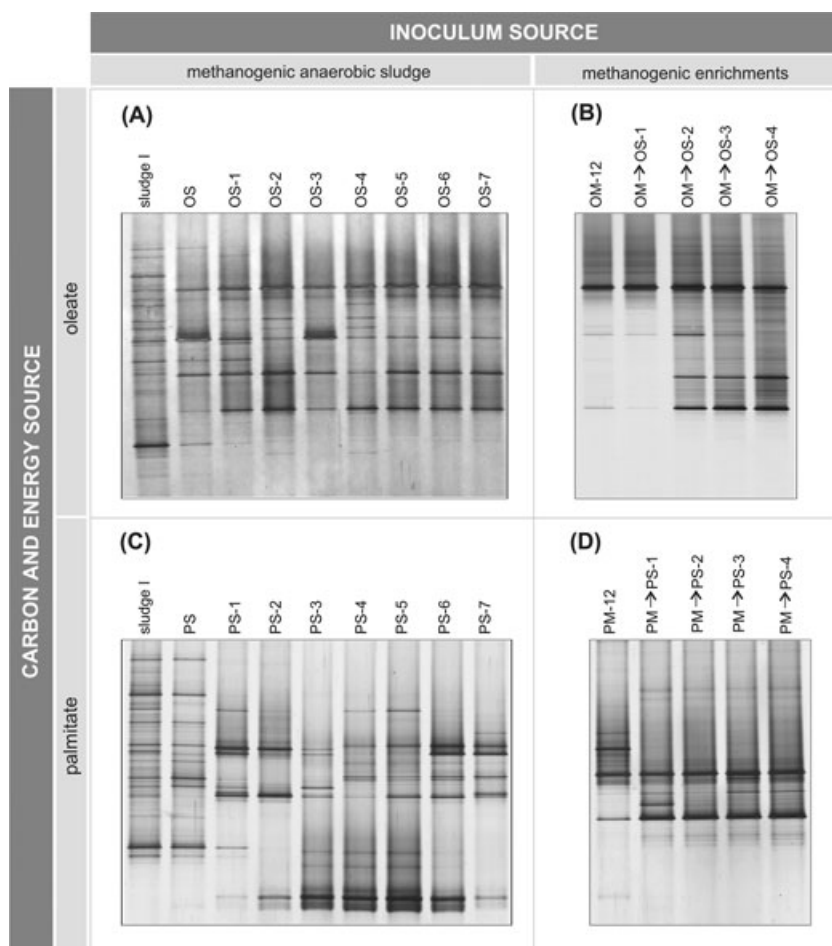 INOCULUM SOURCE
methanogenic anaerobic sludge
methanogenic enrichments
CARBON AND ENERGY SOURCE
oleate
(A)
sludge I
OS
OS-1
OS-2
OS-3
OS-4
OS-5
OS-6
OS-7
(B)
OM-12
OM→OS-1
OM→OS-2
OM→OS-3
OM→OS-4
palmitate
(C)
sludge I
PS
PS-1
PS-2
PS-3
PS-4
PS-5
PS-6
PS-7
(D)
PM-12
PM→PS-1
PM→PS-2
PM→PS-3
PM→PS-4